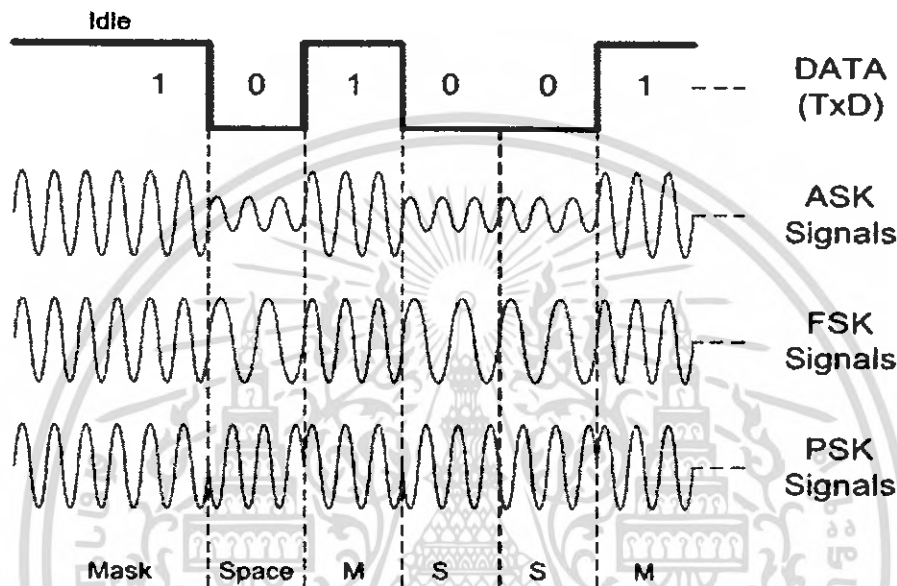 Idle
1 0 1 0 0 1
DATA
(TxD)
ASK
Signals
FSK
Signals
PSK
Signals
Mask Space M S S M